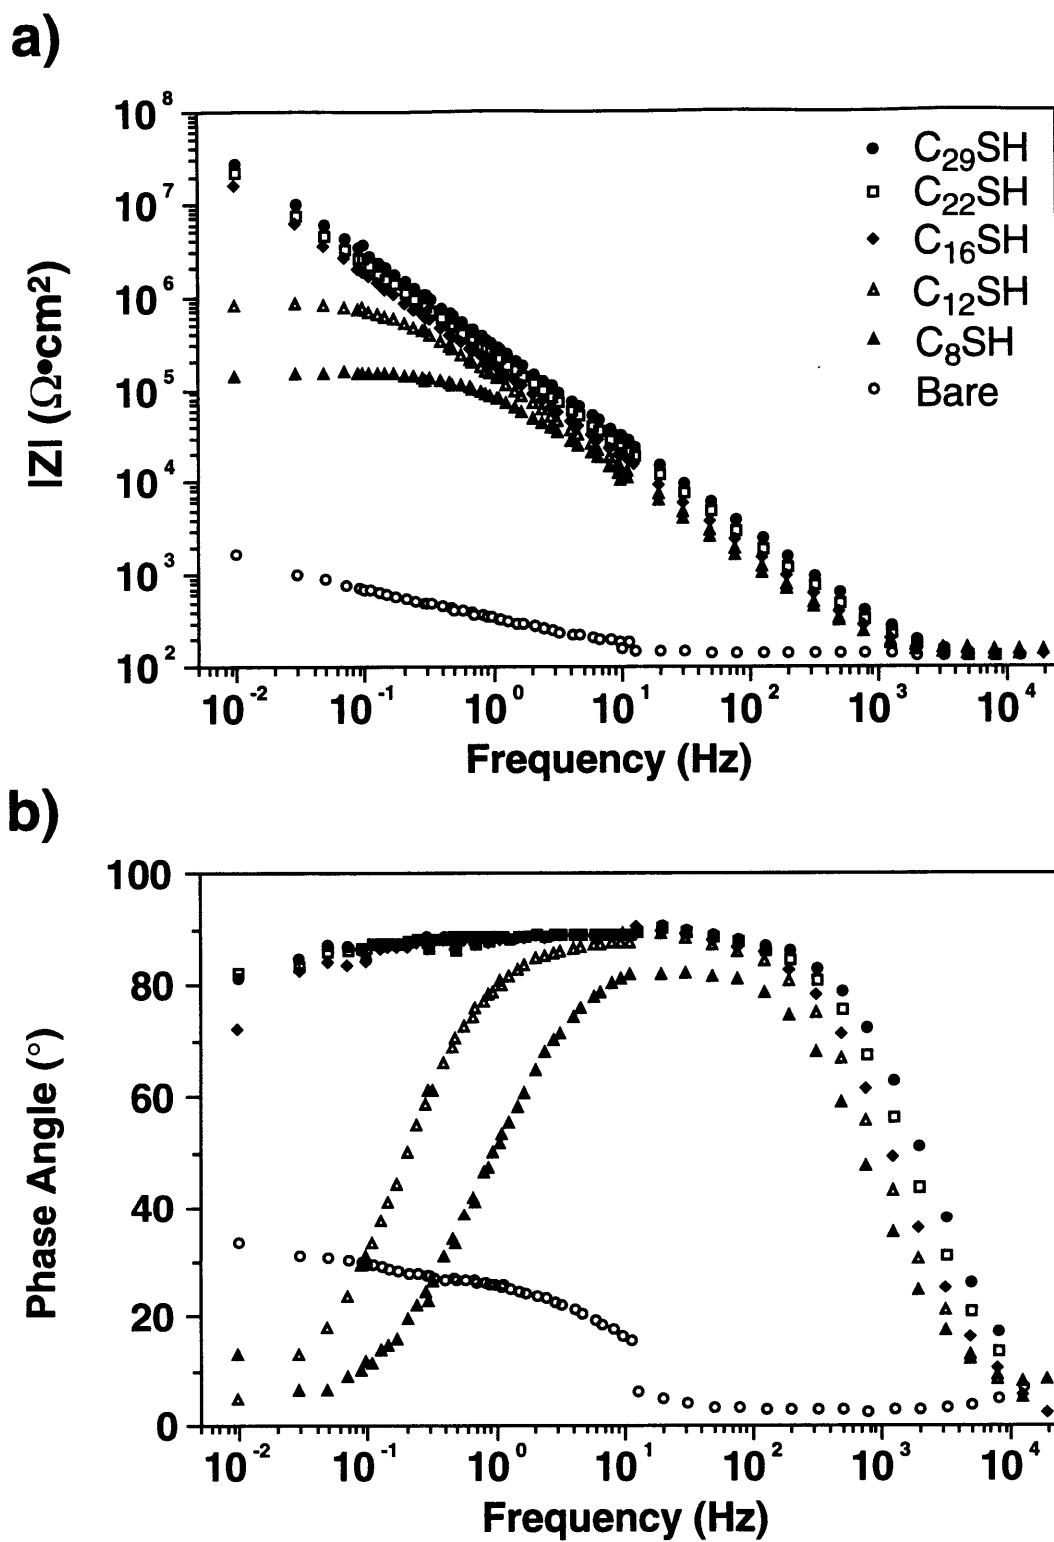 a)
10^8
10^7
10^6
10^5
10^4
10^3
10^2
|Z| (Ω•cm²)
C₂₉SH
C₂₂SH
C₁₆SH
C₁₂SH
C₈SH
Bare
10^-2 10^-1 10^0 10^1 10^2 10^3 10^4
Frequency (Hz)
b)
100
80
60
40
20
0
Phase Angle (°)
10^-2 10^-1 10^0 10^1 10^2 10^3 10^4
Frequency (Hz)